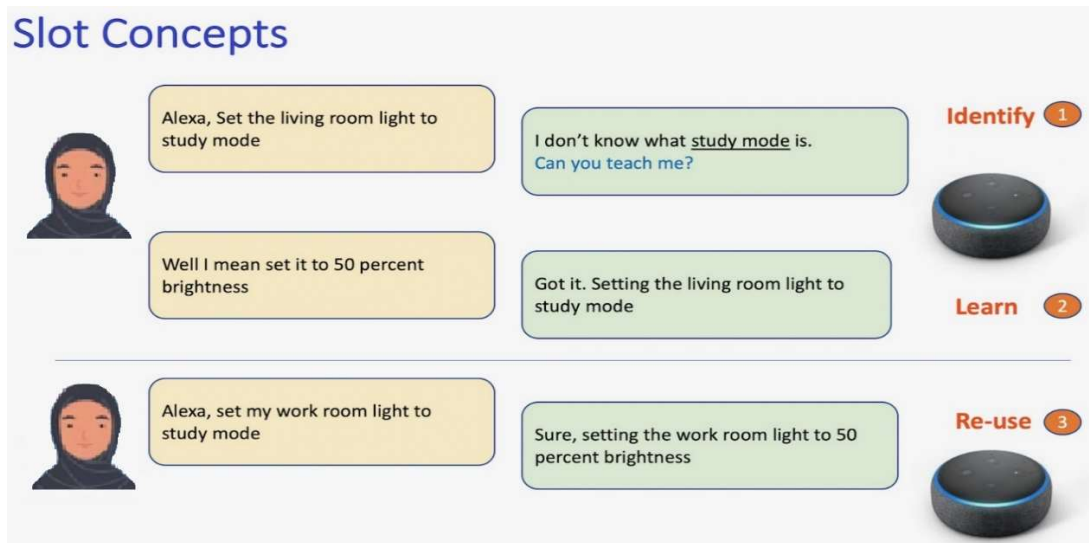 Slot Concepts
Alexa, Set the living room light to
study mode
I don't know what study mode is.
Can you teach me?
Identify 1
Well I mean set it to 50 percent
brightness
Got it. Setting the living room light to
study mode
Learn 2
Alexa, set my work room light to
study mode
Sure, setting the work room light to 50
percent brightness
Re-use 3